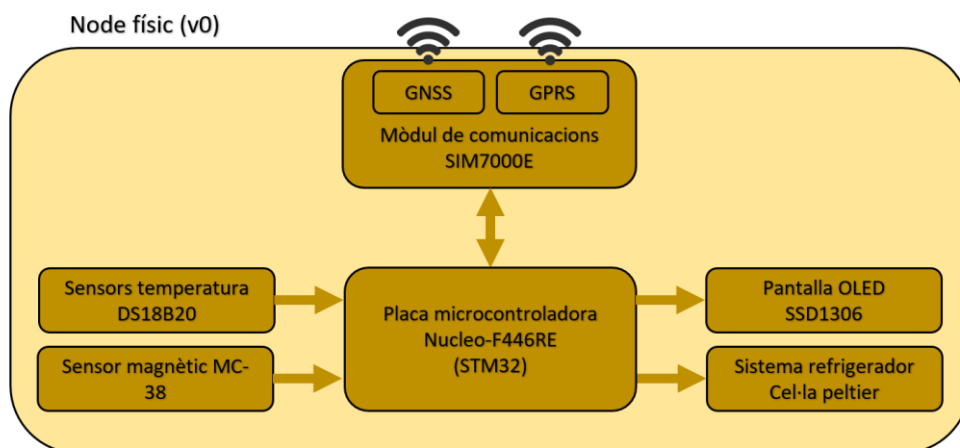 Node físic (v0)
GNSS
GPRS
Mòdul de comunicacions
SIM7000E
Sensors temperatura
DS18B20
Sensor magnètic MC-
38
Placa microcontroladora
Nucleo-F446RE
(STM32)
Pantalla OLED
SSD1306
Sistema refrigerador
Cel·la peltier